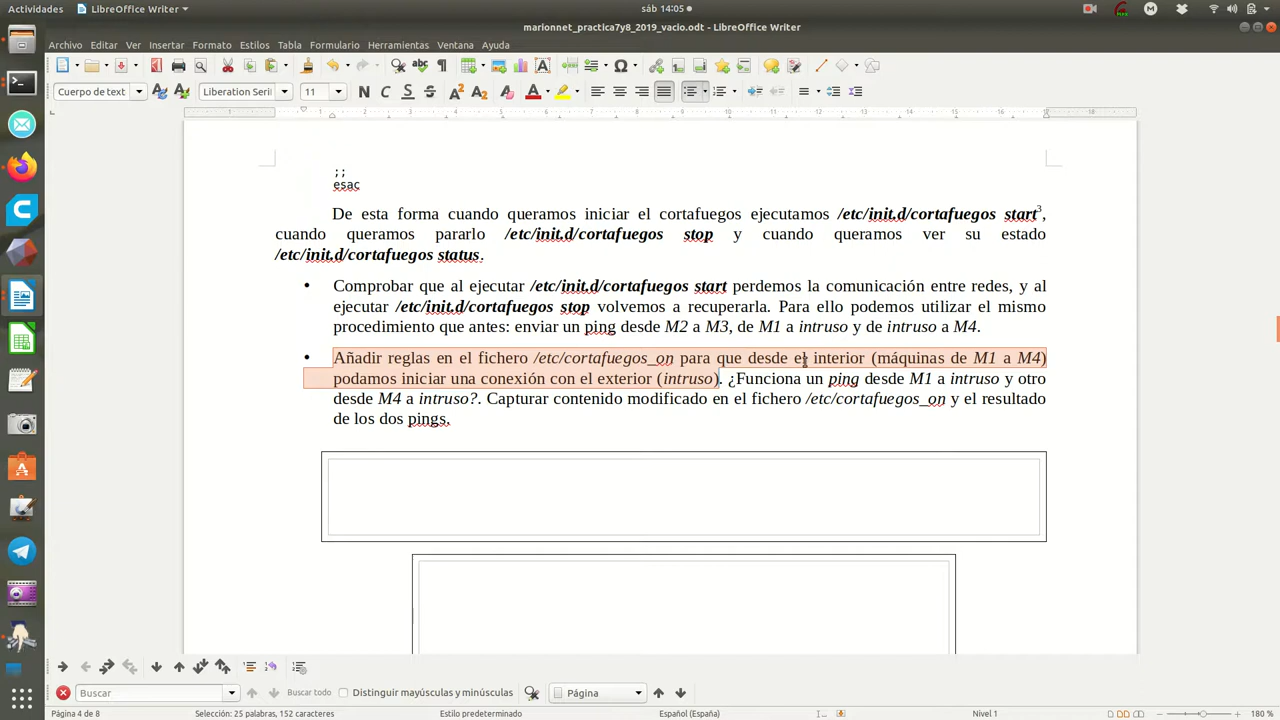 Actividades
LibreOffice Writer
sáb 14:05
marionnet_practica7y8_2019_vacio.odt - LibreOffice Writer
Archivo Editar Ver Insertar Formato Estilos Tabla Formulario Herramientas Ventana Ayuda
Cuerpo de text
Liberation Seri
11
;;
esac
De esta forma cuando queramos iniciar el cortafuegos ejecutamos /etc/init.d/cortafuegos start3,
cuando queramos pararlo /etc/init.d/cortafuegos stop y cuando queramos ver su estado
/etc/init.d/cortafuegos status.
• Comprobar que al ejecutar /etc/init.d/cortafuegos start perdemos la comunicación entre redes, y al
ejecutar /etc/init.d/cortafuegos stop volvemos a recuperarla. Para ello podemos utilizar el mismo
procedimiento que antes: enviar un ping desde M2 a M3, de M1 a intruso y de intruso a M4.
• Añadir reglas en el fichero /etc/cortafuegos_on para que desde el interior (máquinas de M1 a M4)
podamos iniciar una conexión con el exterior (intruso). ¿Funciona un ping desde M1 a intruso y otro
desde M4 a intruso?. Capturar contenido modificado en el fichero /etc/cortafuegos_on y el resultado
de los dos pings.
Buscar
Buscar todo
Distinguir mayúsculas y minúsculas
Página
Página 4 de 8
Selección: 25 palabras, 152 caracteres
Estilo predeterminado
Español (España)
Nivel 1
180 %